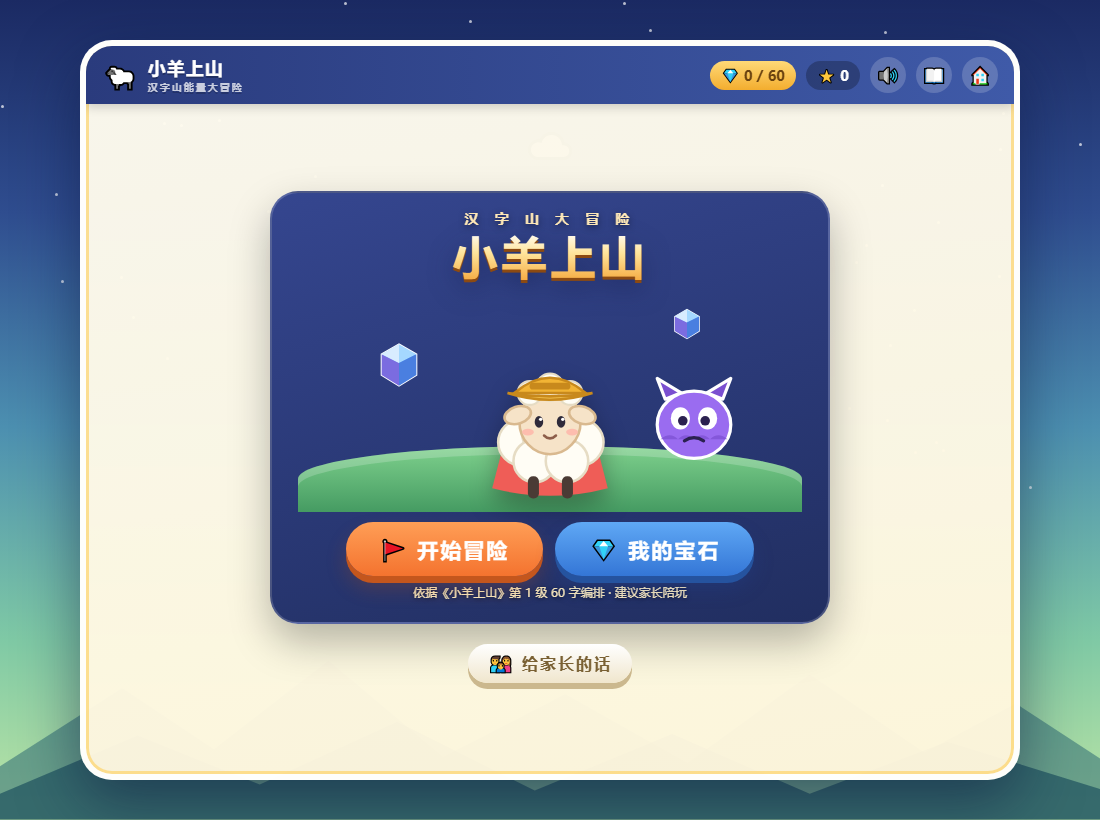 小羊上山
汉字山能量大冒险
0 / 60
0
汉字山大冒险
小羊上山
开始冒险
我的宝石
依据《小羊上山》第 1 级 60 字编排 · 建议家长陪玩
给家长的话